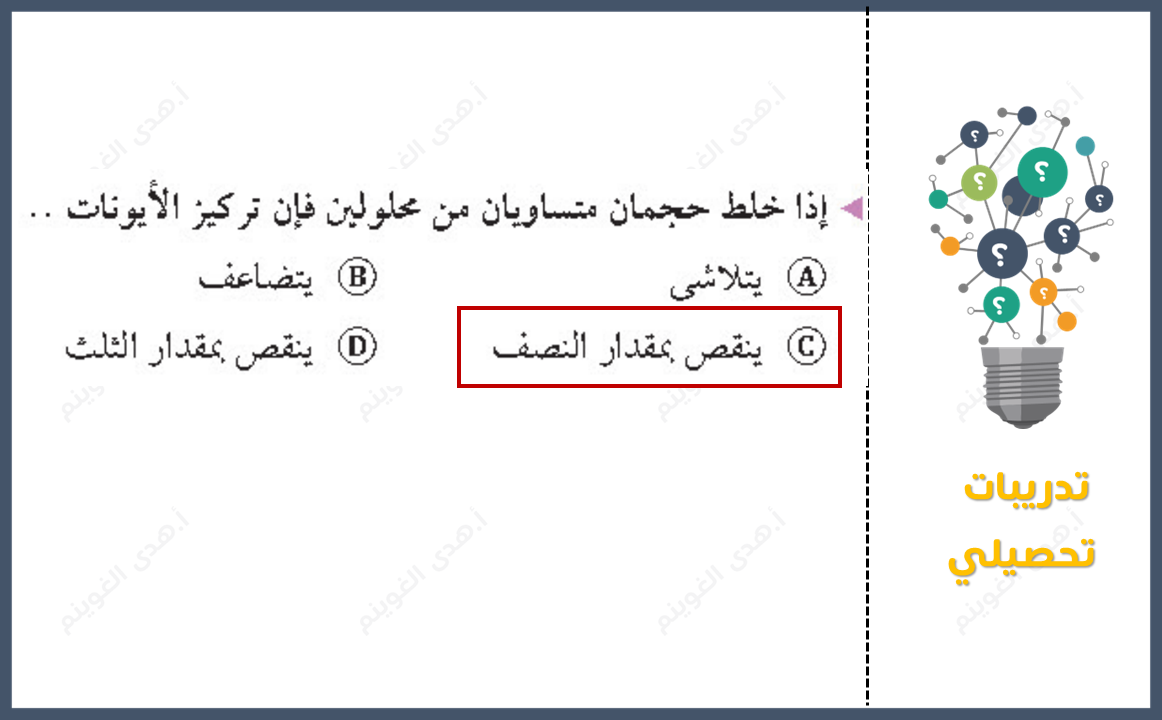 إذا خلط حجمان متساويان من محلولين فإن تركيز الأيونات ..
A يتلاشى
B يتضاعف
C ينقص بمقدار النصف
D ينقص بمقدار الثلث
تدريبات
تحصيلي
أ.هدى الغوينم